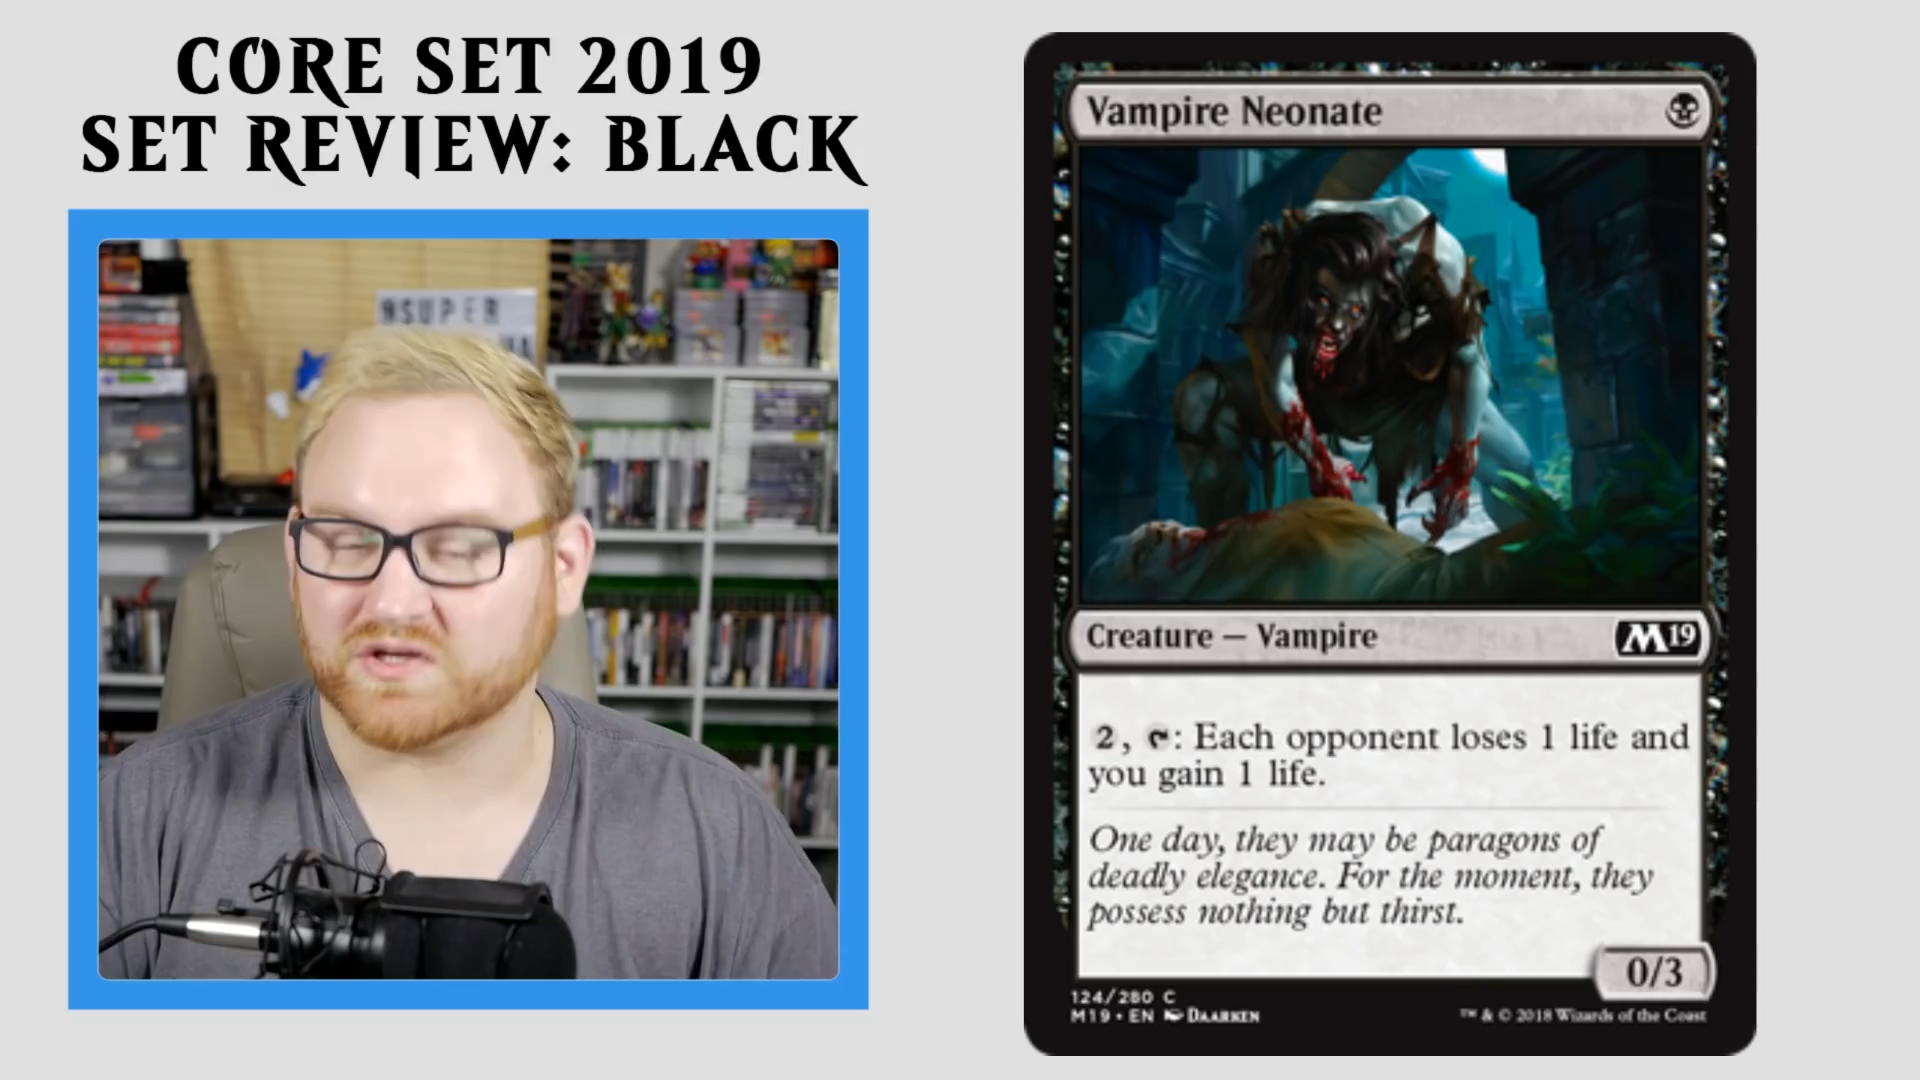 CORE SET 2019
SET REVIEW: BLACK
9SUPER
Vampire Neonate
Creature — Vampire
M19
2, : Each opponent loses 1 life and
you gain 1 life.
One day, they may be paragons of
deadly elegance. For the moment, they
possess nothing but thirst.
0/3
124/280 C
M19 • EN DAARKEN
™ & © 2018 Wizards of the Coast